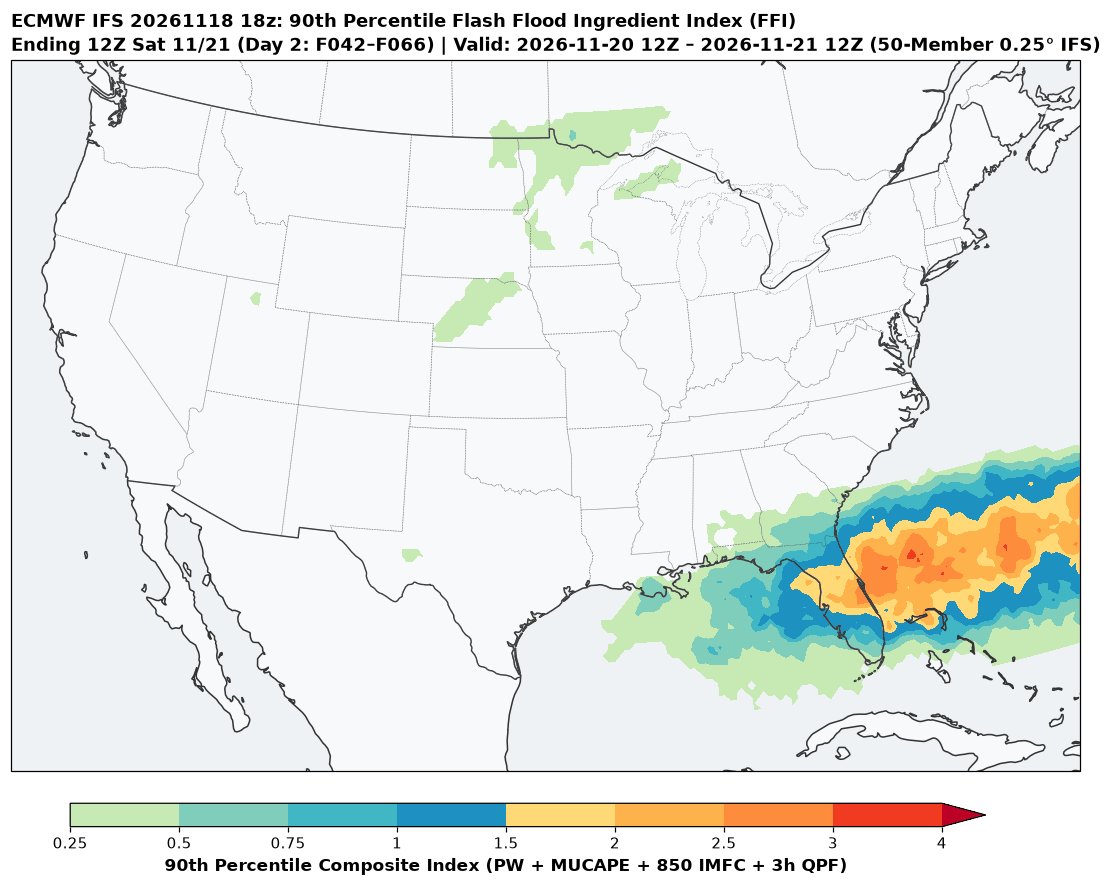 ECMWF IFS 20261118 18z: 90th Percentile Flash Flood Ingredient Index (FFI)
Ending 12Z Sat 11/21 (Day 2: F042–F066) | Valid: 2026-11-20 12Z – 2026-11-21 12Z (50-Member 0.25° IFS)
0.25 0.5 0.75 1 1.5 2 2.5 3 4
90th Percentile Composite Index (PW + MUCAPE + 850 IMFC + 3h QPF)